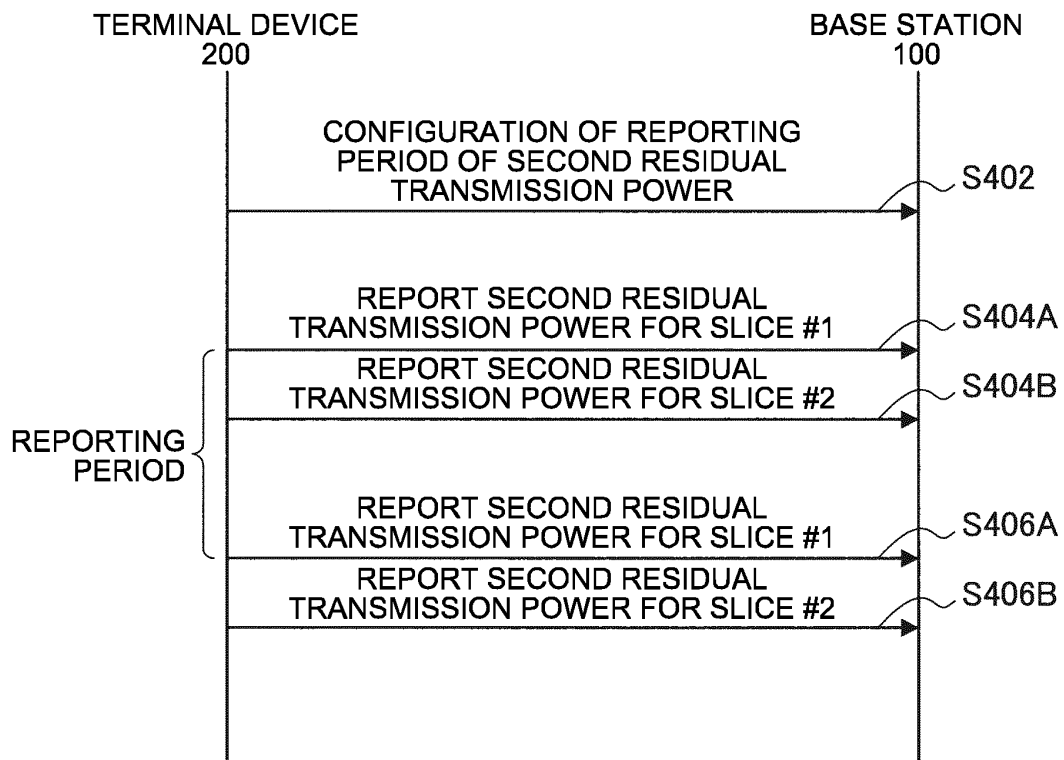 TERMINAL DEVICE
200
BASE STATION
100
CONFIGURATION OF REPORTING
PERIOD OF SECOND RESIDUAL
TRANSMISSION POWER
S402
REPORT SECOND RESIDUAL
TRANSMISSION POWER FOR SLICE #1
S404A
REPORT SECOND RESIDUAL
TRANSMISSION POWER FOR SLICE #2
S404B
REPORTING
PERIOD
REPORT SECOND RESIDUAL
TRANSMISSION POWER FOR SLICE #1
S406A
REPORT SECOND RESIDUAL
TRANSMISSION POWER FOR SLICE #2
S406B